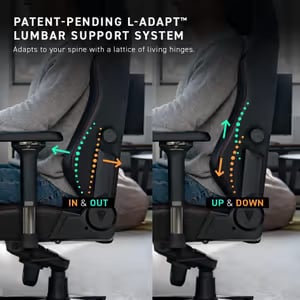 PATENT-PENDING L-ADAPT™
LUMBAR SUPPORT SYSTEM
Adapts to your spine with a lattice of living hinges.
IN & OUT
UP & DOWN